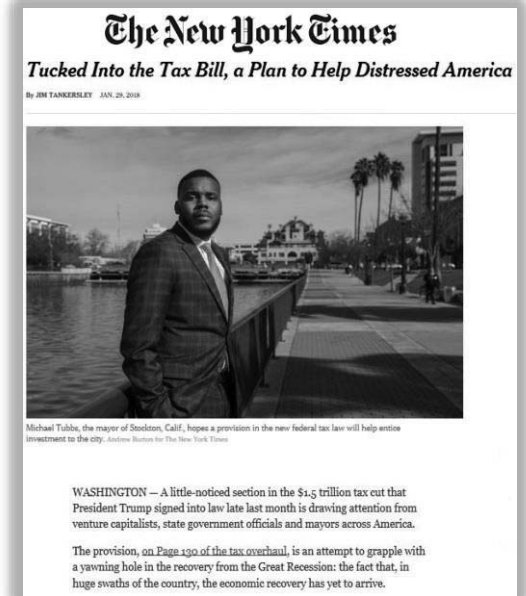 The New York Times
Tucked Into the Tax Bill, a Plan to Help Distressed America
By JIM TANKERSLEY JAN. 29, 2018
Michael Tubbs, the mayor of Stockton, Calif., hopes a provision in the new federal tax law will help entice
investment to the city. Andrew Burton for The New York Times
WASHINGTON — A little-noticed section in the $1.5 trillion tax cut that
President Trump signed into law late last month is drawing attention from
venture capitalists, state government officials and mayors across America.
The provision, on Page 130 of the tax overhaul, is an attempt to grapple with
a yawning hole in the recovery from the Great Recession: the fact that, in
huge swaths of the country, the economic recovery has yet to arrive.